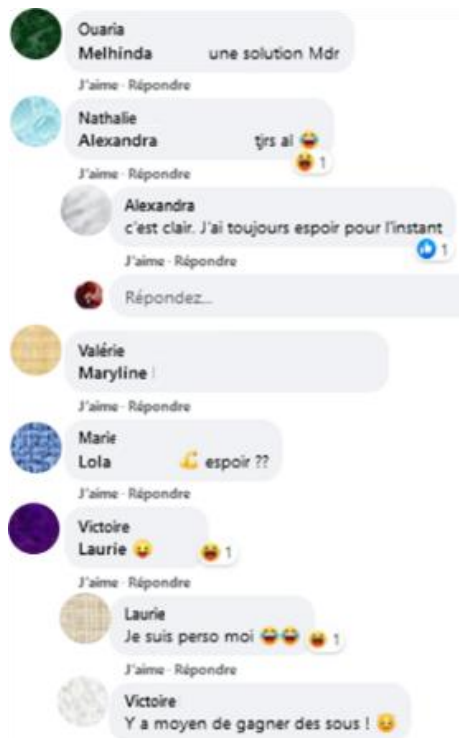 Ouaria
Melhinda une solution Mdr
J'aime · Répondre
Nathalie
Alexandra tjrs al 😂
😆 1
J'aime · Répondre
Alexandra
c'est clair. J'ai toujours espoir pour l'instant
👍 1
J'aime · Répondre
Répondez...
Valérie
Maryline
J'aime · Répondre
Marie
Lola 💪 espoir ??
J'aime · Répondre
Victoire
Laurie 😛 😆 1
J'aime · Répondre
Laurie
Je suis perso moi 😂😂 😆 1
J'aime · Répondre
Victoire
Y a moyen de gagner des sous ! 🥴